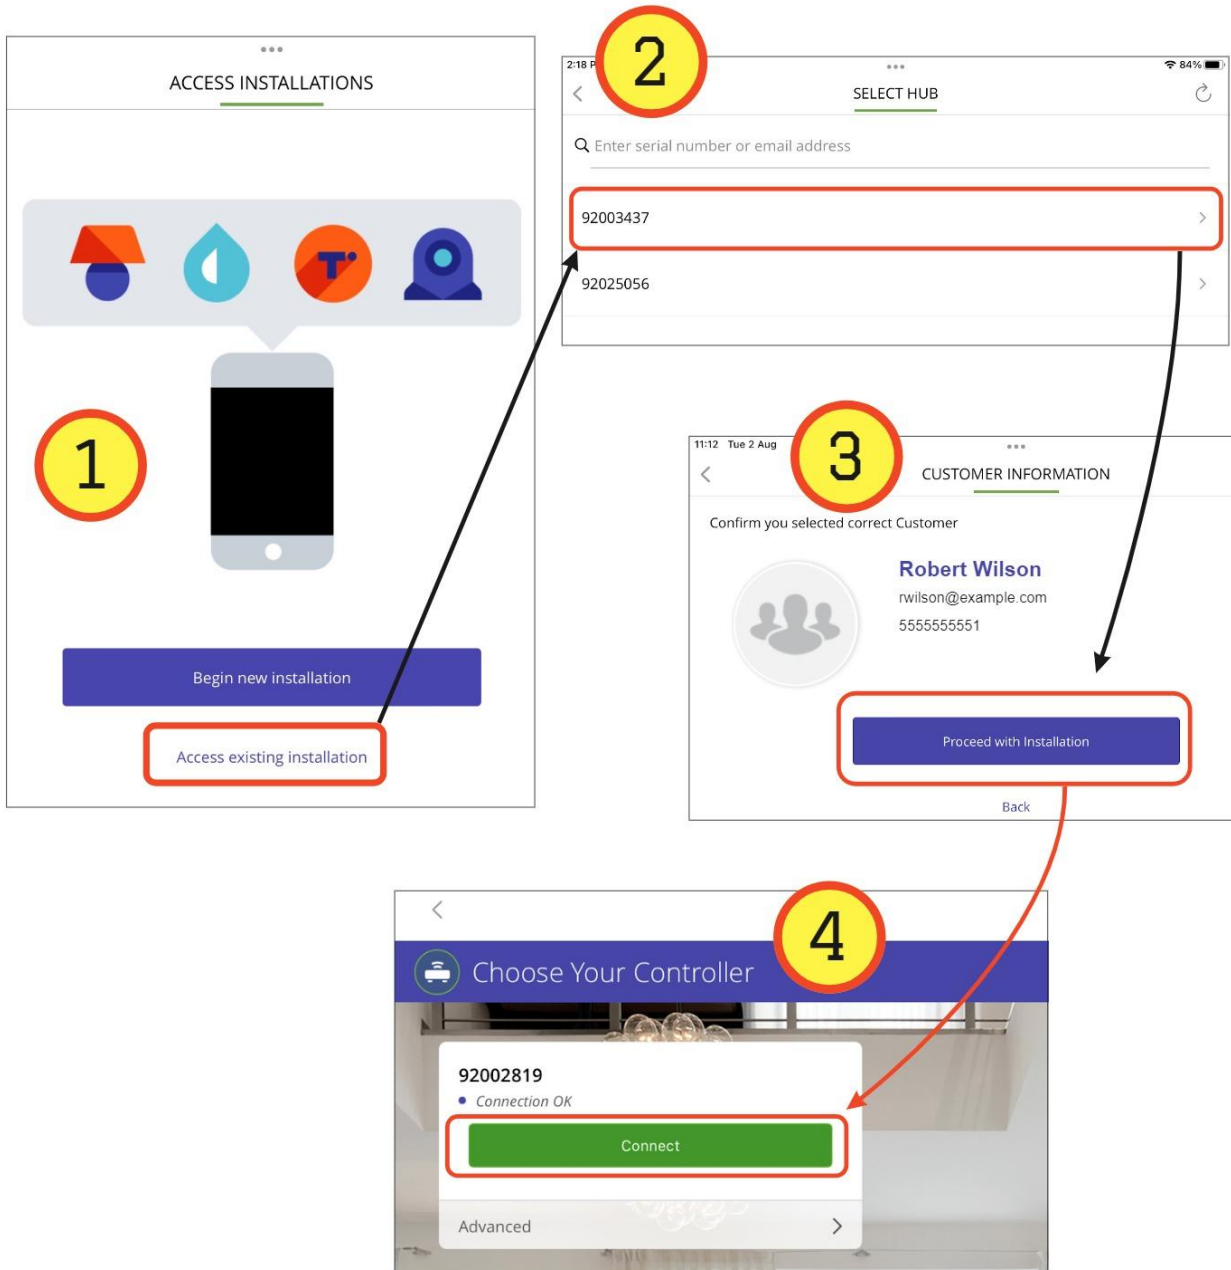 1
ACCESS INSTALLATIONS
T
Begin new installation
Access existing installation
2
2:18 P
84%
SELECT HUB
Enter serial number or email address
92003437
92025056
3
11:12 Tue 2 Aug
CUSTOMER INFORMATION
Confirm you selected correct Customer
Robert Wilson
rwilson@example.com
5555555551
Proceed with Installation
Back
4
Choose Your Controller
92002819
Connection OK
Connect
Advanced